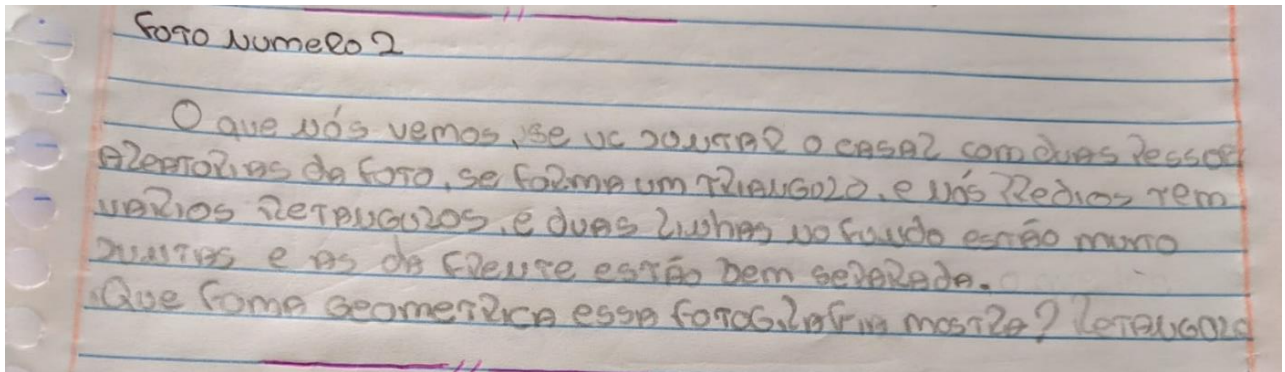 Foto Numero 2
O que nós vemos, se vc JUNTAR O CASAL com duas Pessoas
ALEATORIAS da FOTO, se FORMA um TRIANGULO, e nós PREDIOS TEM
VARIOS RETANGULOS, e duas Linhas no Fundo estão muito
JUNTAS e as da FRENTE estão bem SEPARADA.
Que Foma GEOMETRICA essa FOTOGRAFIA MOSTRA? RETANGULO